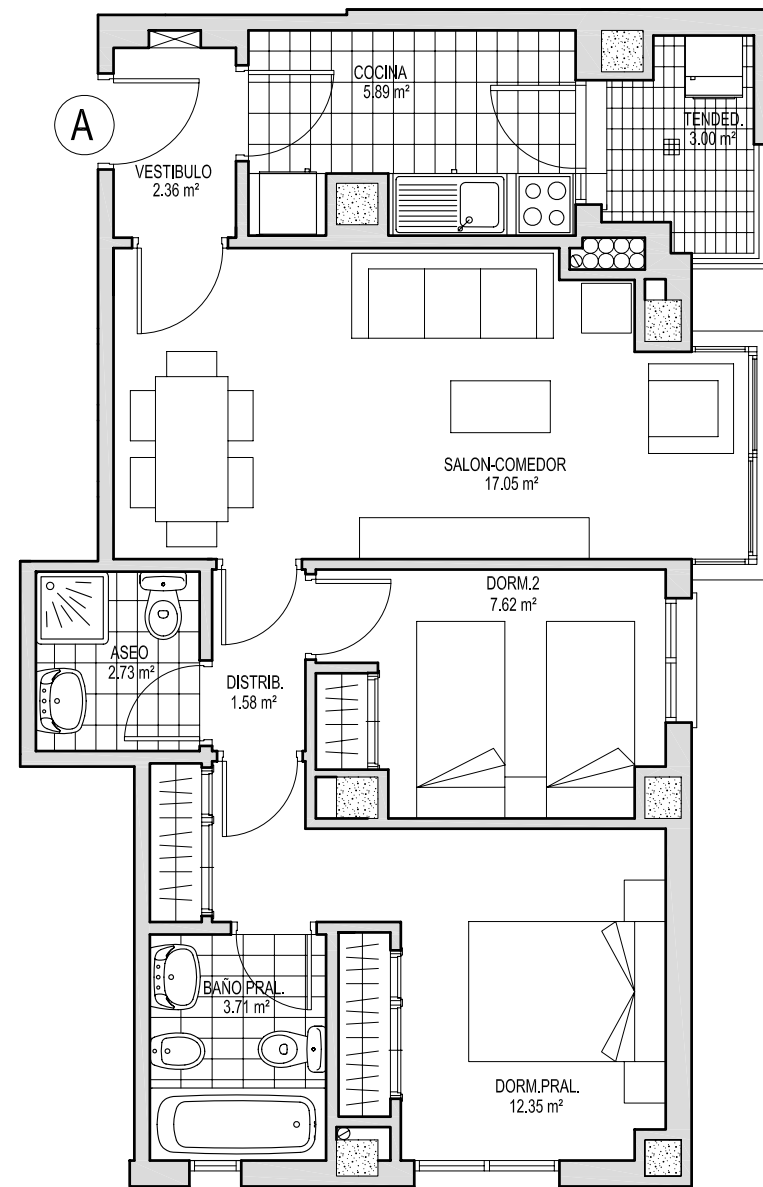 COCINA
5.89 m²
A
TENDED.
3.00 m²
VESTIBULO
2.36 m²
SALON-COMEDOR
17.05 m²
DORM.2
7.62 m²
ASEO
2.73 m²
DISTRIB.
1.58 m²
BAÑO PRAL.
3.71 m²
DORM.PRAL.
12.35 m²